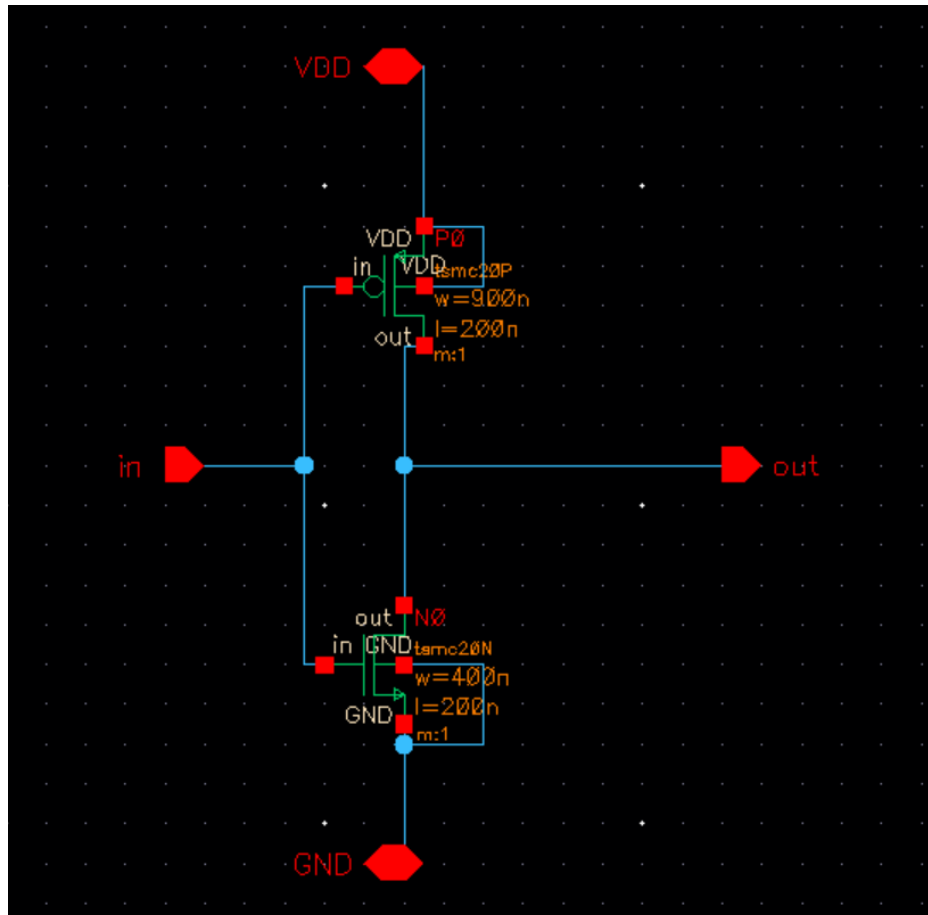 VDD
VDD
P0
in
VDD
tsmc20P
w=900n
l=200n
out
m:1
in
out
out
N0
in
GND
tsmc20N
w=400n
l=200n
GND
m:1
GND